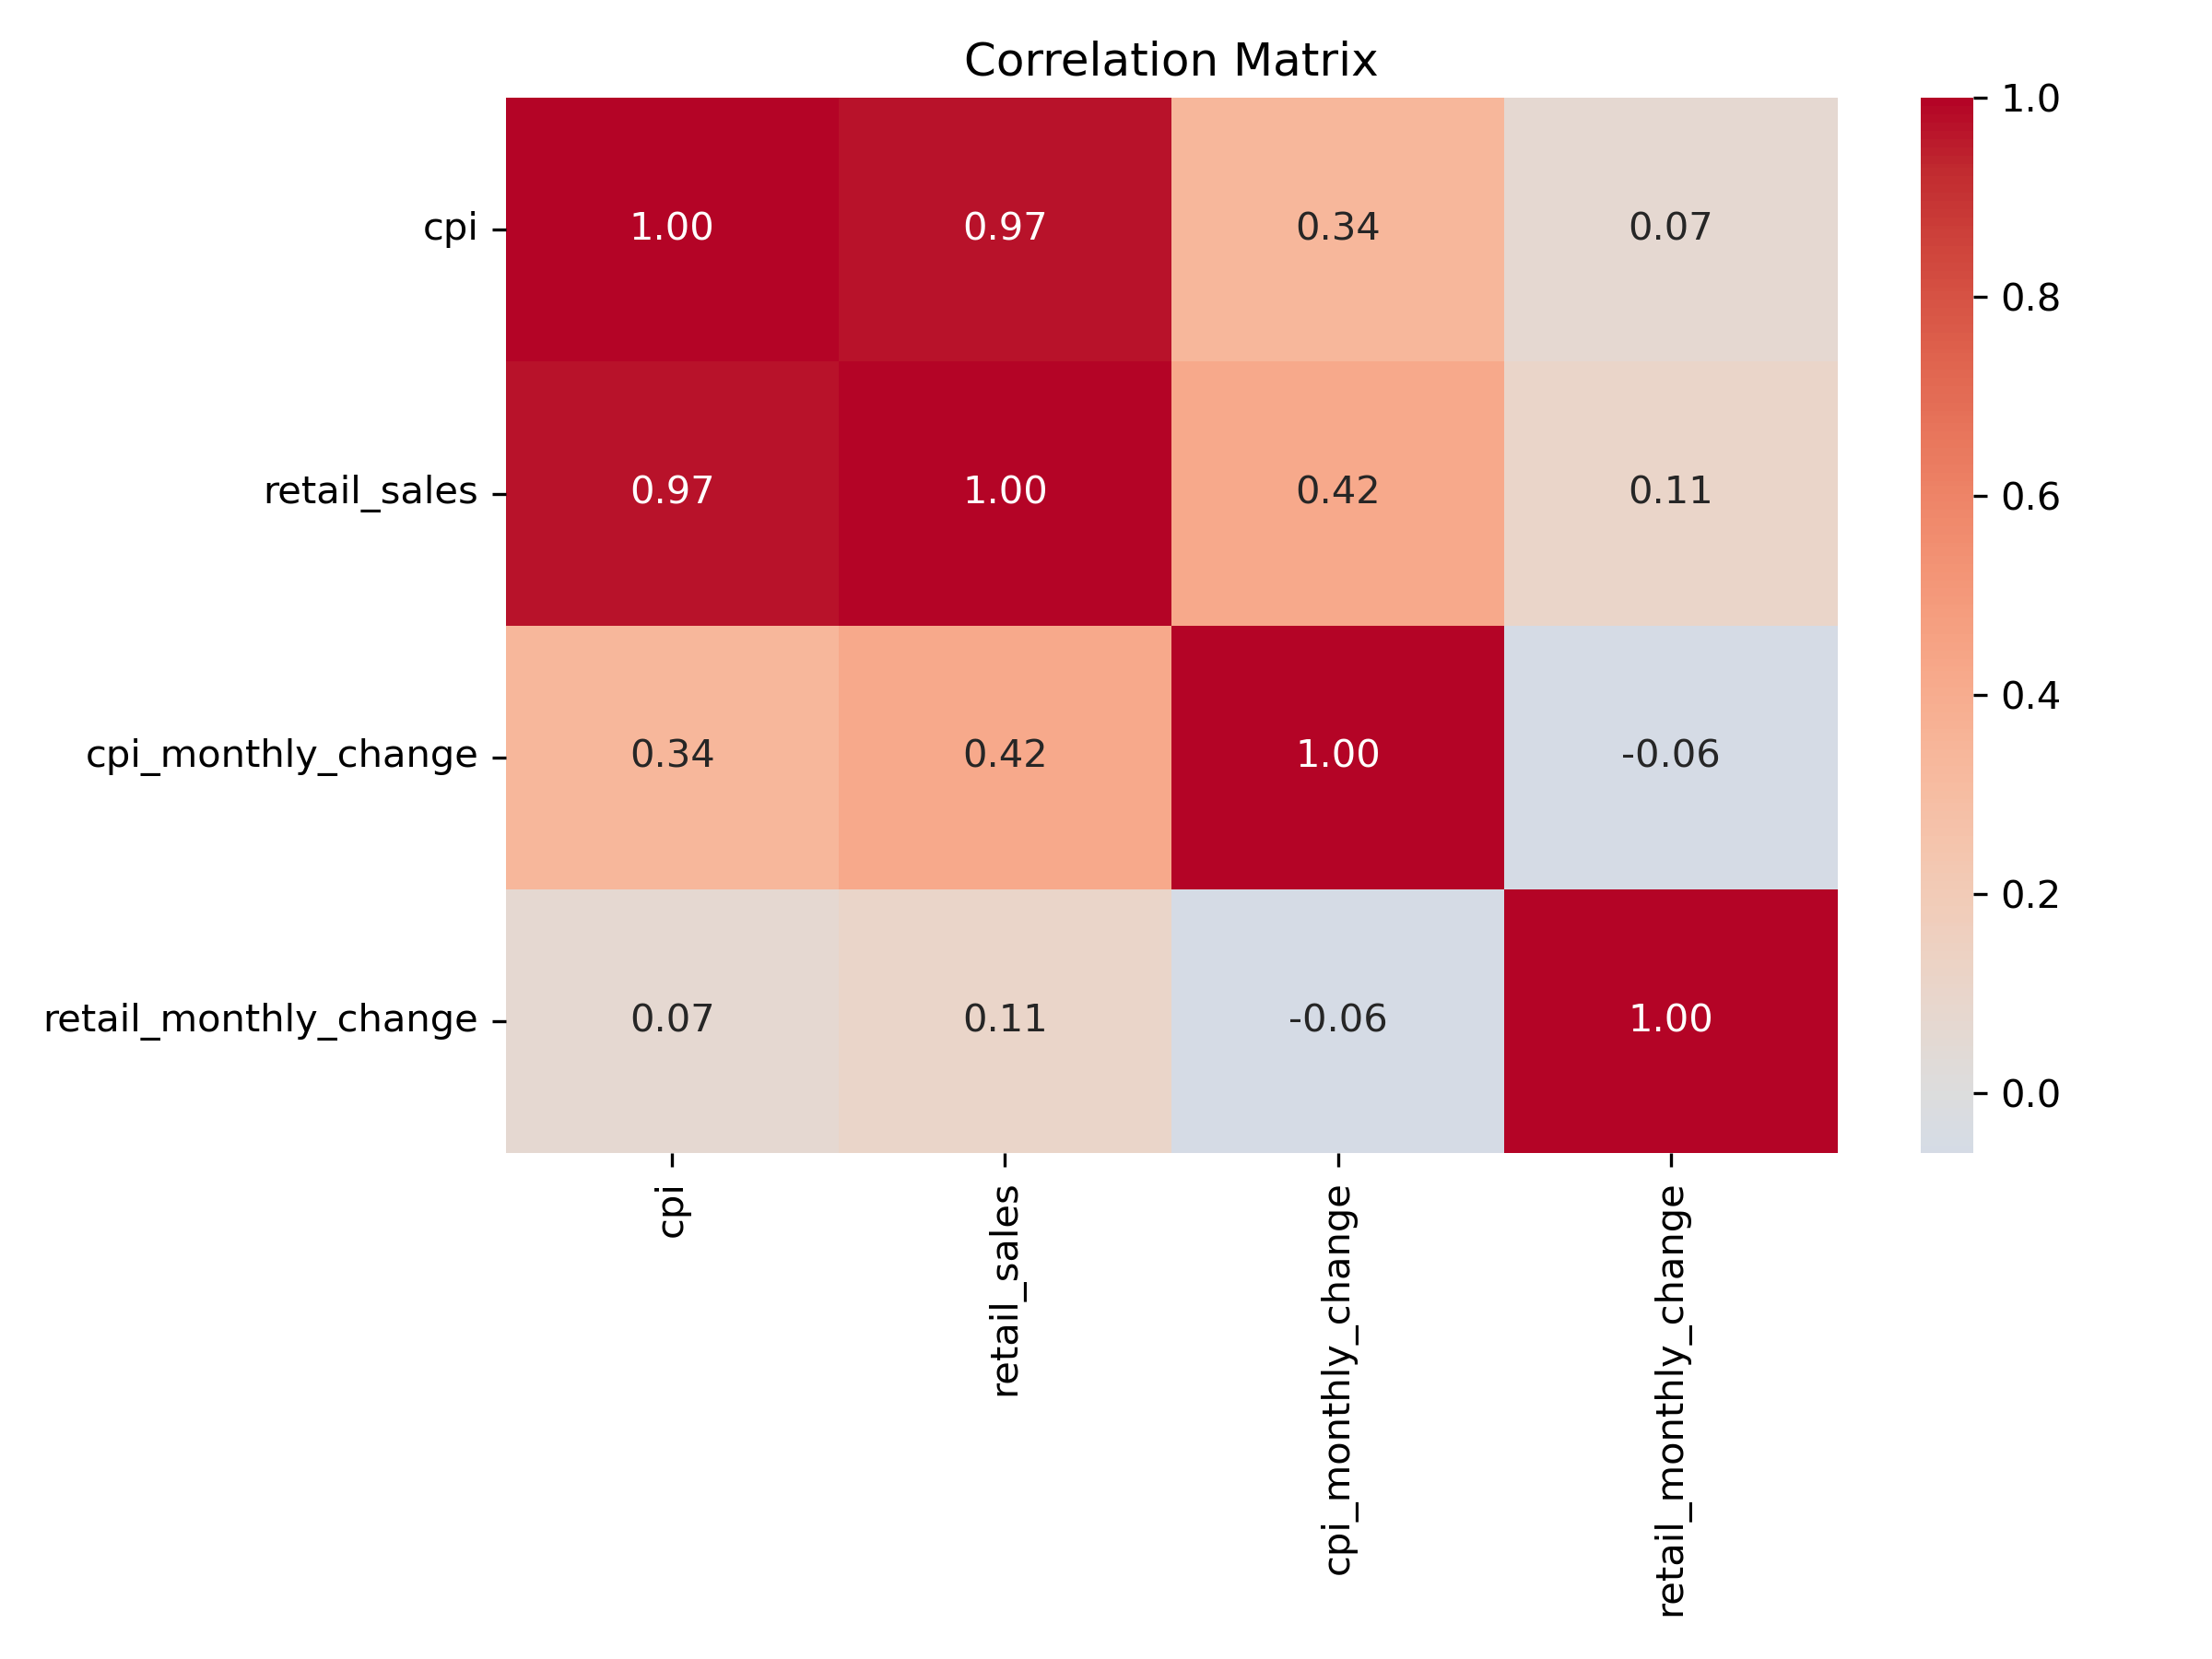 Correlation Matrix
cpi 1.00 0.97 0.34 0.07
retail_sales 0.97 1.00 0.42 0.11
cpi_monthly_change 0.34 0.42 1.00 -0.06
retail_monthly_change 0.07 0.11 -0.06 1.00
cpi
retail_sales
cpi_monthly_change
retail_monthly_change
1.0
0.8
0.6
0.4
0.2
0.0